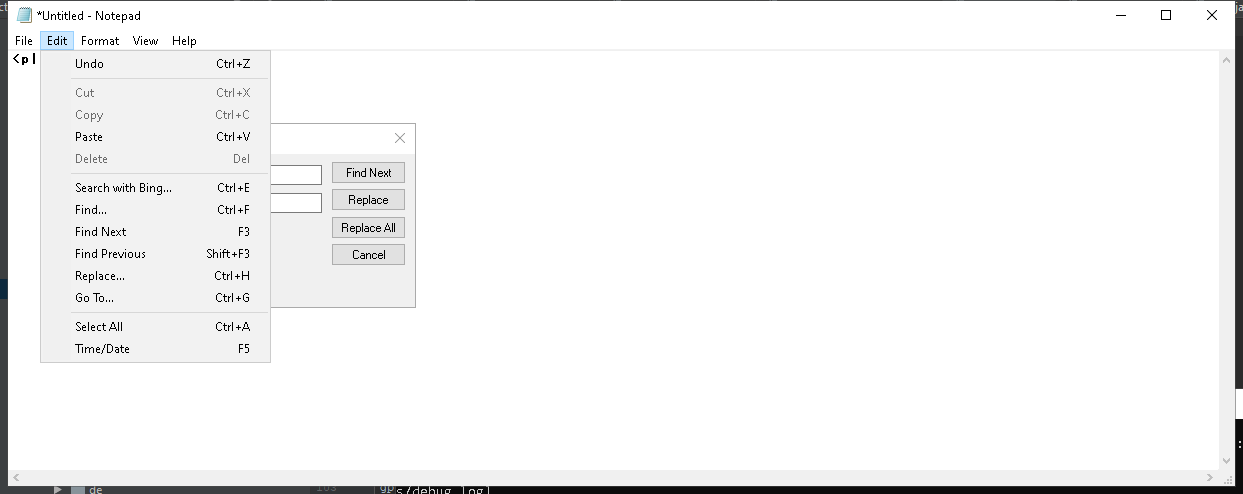 *Untitled - Notepad
File Edit Format View Help
<p
Undo Ctrl+Z
Cut Ctrl+X
Copy Ctrl+C
Paste Ctrl+V
Delete Del
Search with Bing... Ctrl+E
Find... Ctrl+F
Find Next F3
Find Previous Shift+F3
Replace... Ctrl+H
Go To... Ctrl+G
Select All Ctrl+A
Time/Date F5
Find Next
Replace
Replace All
Cancel
de
s/debug.log